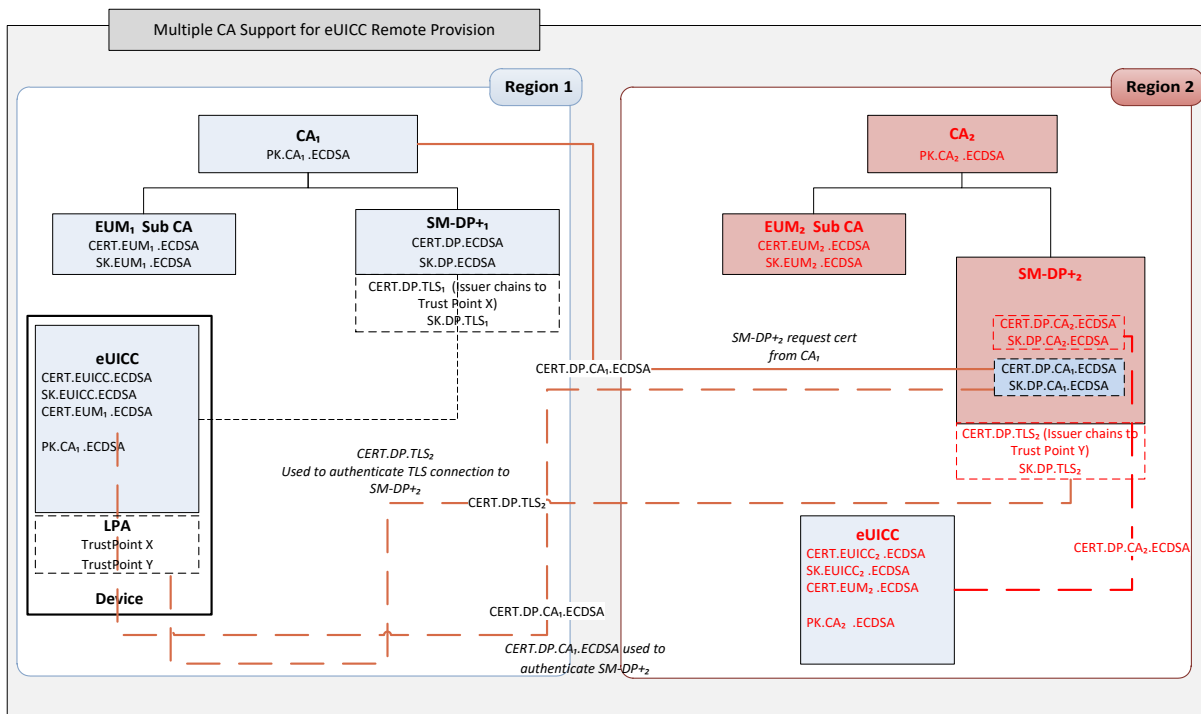 Multiple CA Support for eUICC Remote Provision
Region 1
CA₁
PK.CA₁ .ECDSA
EUM₁ Sub CA
CERT.EUM₁ .ECDSA
SK.EUM₁ .ECDSA
SM-DP+₁
CERT.DP.ECDSA
SK.DP.ECDSA
CERT.DP.TLS₁ (Issuer chains to
Trust Point X)
SK.DP.TLS₁
eUICC
CERT.EUICC.ECDSA
SK.EUICC.ECDSA
CERT.EUM₁ .ECDSA
PK.CA₁ .ECDSA
LPA
TrustPoint X
TrustPoint Y
Device
CERT.DP.TLS₂
Used to authenticate TLS connection to
SM-DP+₂
CERT.DP.CA₁.ECDSA
CERT.DP.TLS₂
CERT.DP.CA₁.ECDSA
CERT.DP.CA₁.ECDSA used to
authenticate SM-DP+₂
Region 2
CA₂
PK.CA₂ .ECDSA
EUM₂ Sub CA
CERT.EUM₂ .ECDSA
SK.EUM₂ .ECDSA
SM-DP+₂
CERT.DP.CA₂.ECDSA
SK.DP.CA₂.ECDSA
CERT.DP.CA₁.ECDSA
SK.DP.CA₁.ECDSA
CERT.DP.TLS₂ (Issuer chains to
Trust Point Y)
SK.DP.TLS₂
SM-DP+₂ request cert
from CA₁
eUICC
CERT.EUICC₂ .ECDSA
SK.EUICC₂ .ECDSA
CERT.EUM₂ .ECDSA
PK.CA₂ .ECDSA
CERT.DP.CA₂.ECDSA